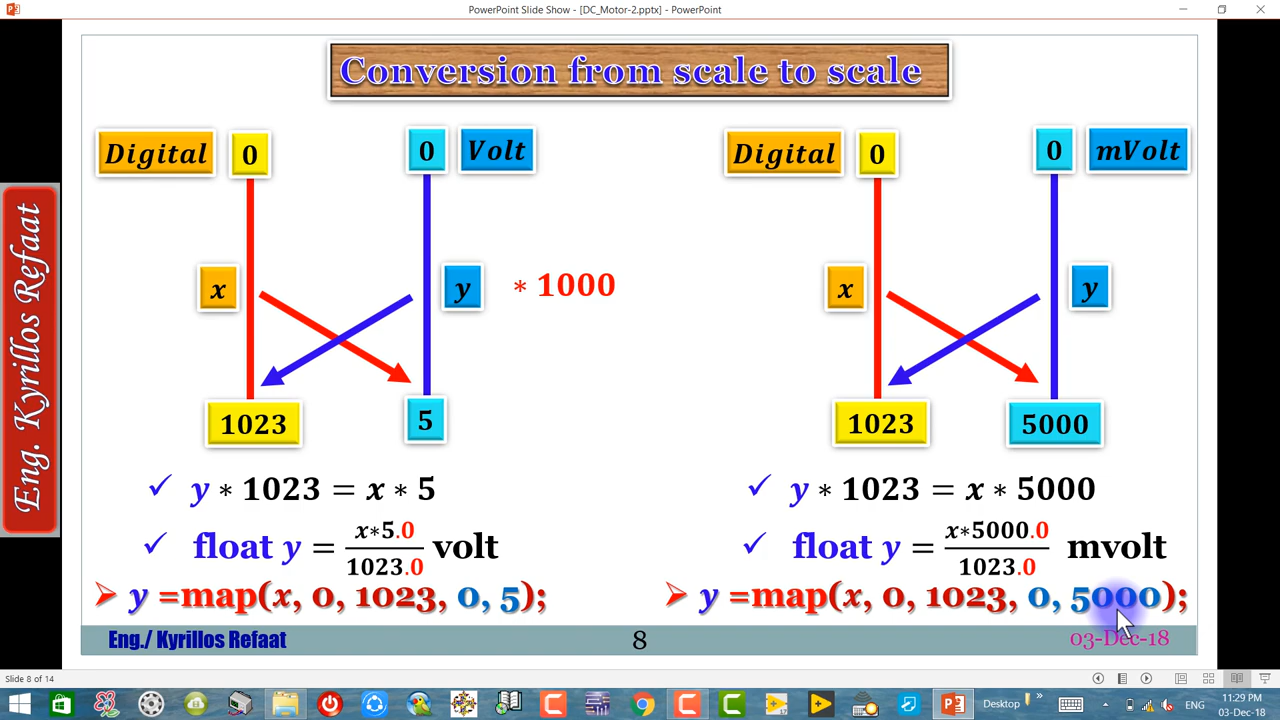 PowerPoint Slide Show - [DC_Motor-2.pptx] - PowerPoint
Conversion from scale to scale
Digital 0 0 Volt
x y * 1000
1023 5
Digital 0 0 mVolt
x y
1023 5000
✓ y * 1023 = x * 5
✓ float y = x*5.0/1023.0 volt
➢ y =map(x, 0, 1023, 0, 5);
✓ y * 1023 = x * 5000
✓ float y = x*5000.0/1023.0 mvolt
➢ y =map(x, 0, 1023, 0, 5000);
Eng. Kyrillos Refaat
Eng./ Kyrillos Refaat 8 03-Dec-18
Slide 8 of 14
Desktop
11:29 PM
03-Dec-18